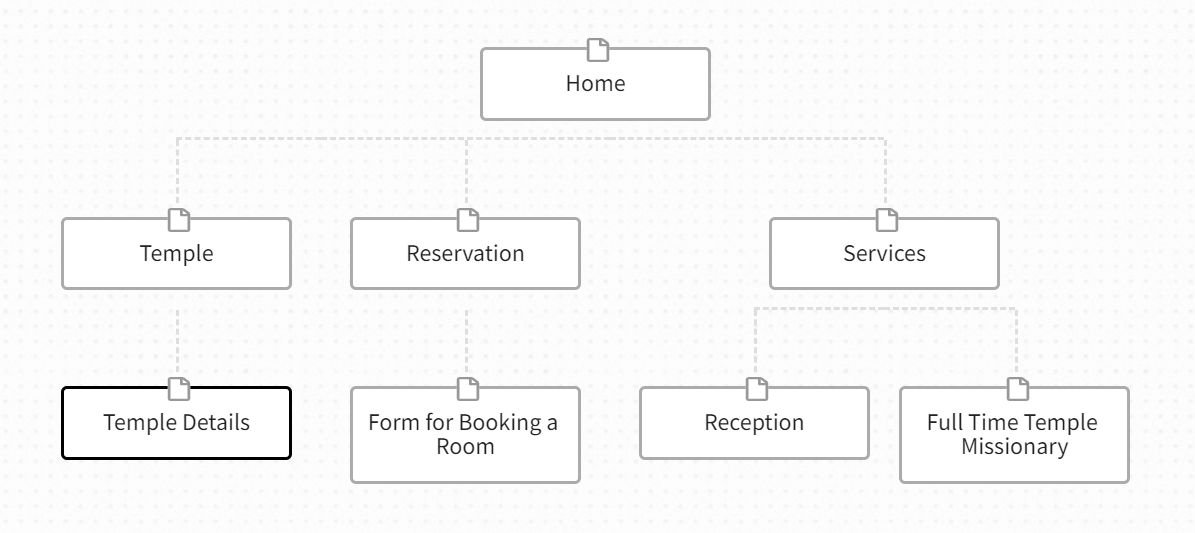 Home
Temple
Reservation
Services
Temple Details
Form for Booking a
Room
Reception
Full Time Temple
Missionary